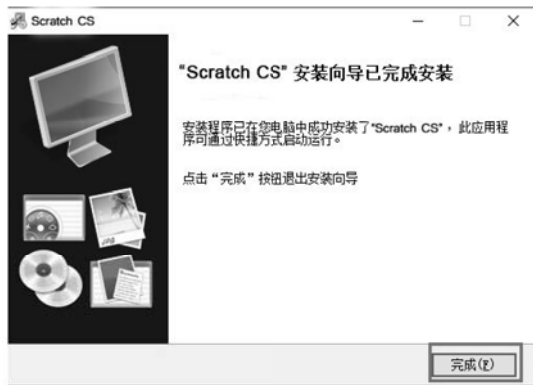 Scratch CS
“Scratch CS” 安装向导已完成安装
安装程序已在您电脑中成功安装了“Scratch CS”，此应用程
序可通过快捷方式启动运行。
点击“完成”按钮退出安装向导
完成(F)